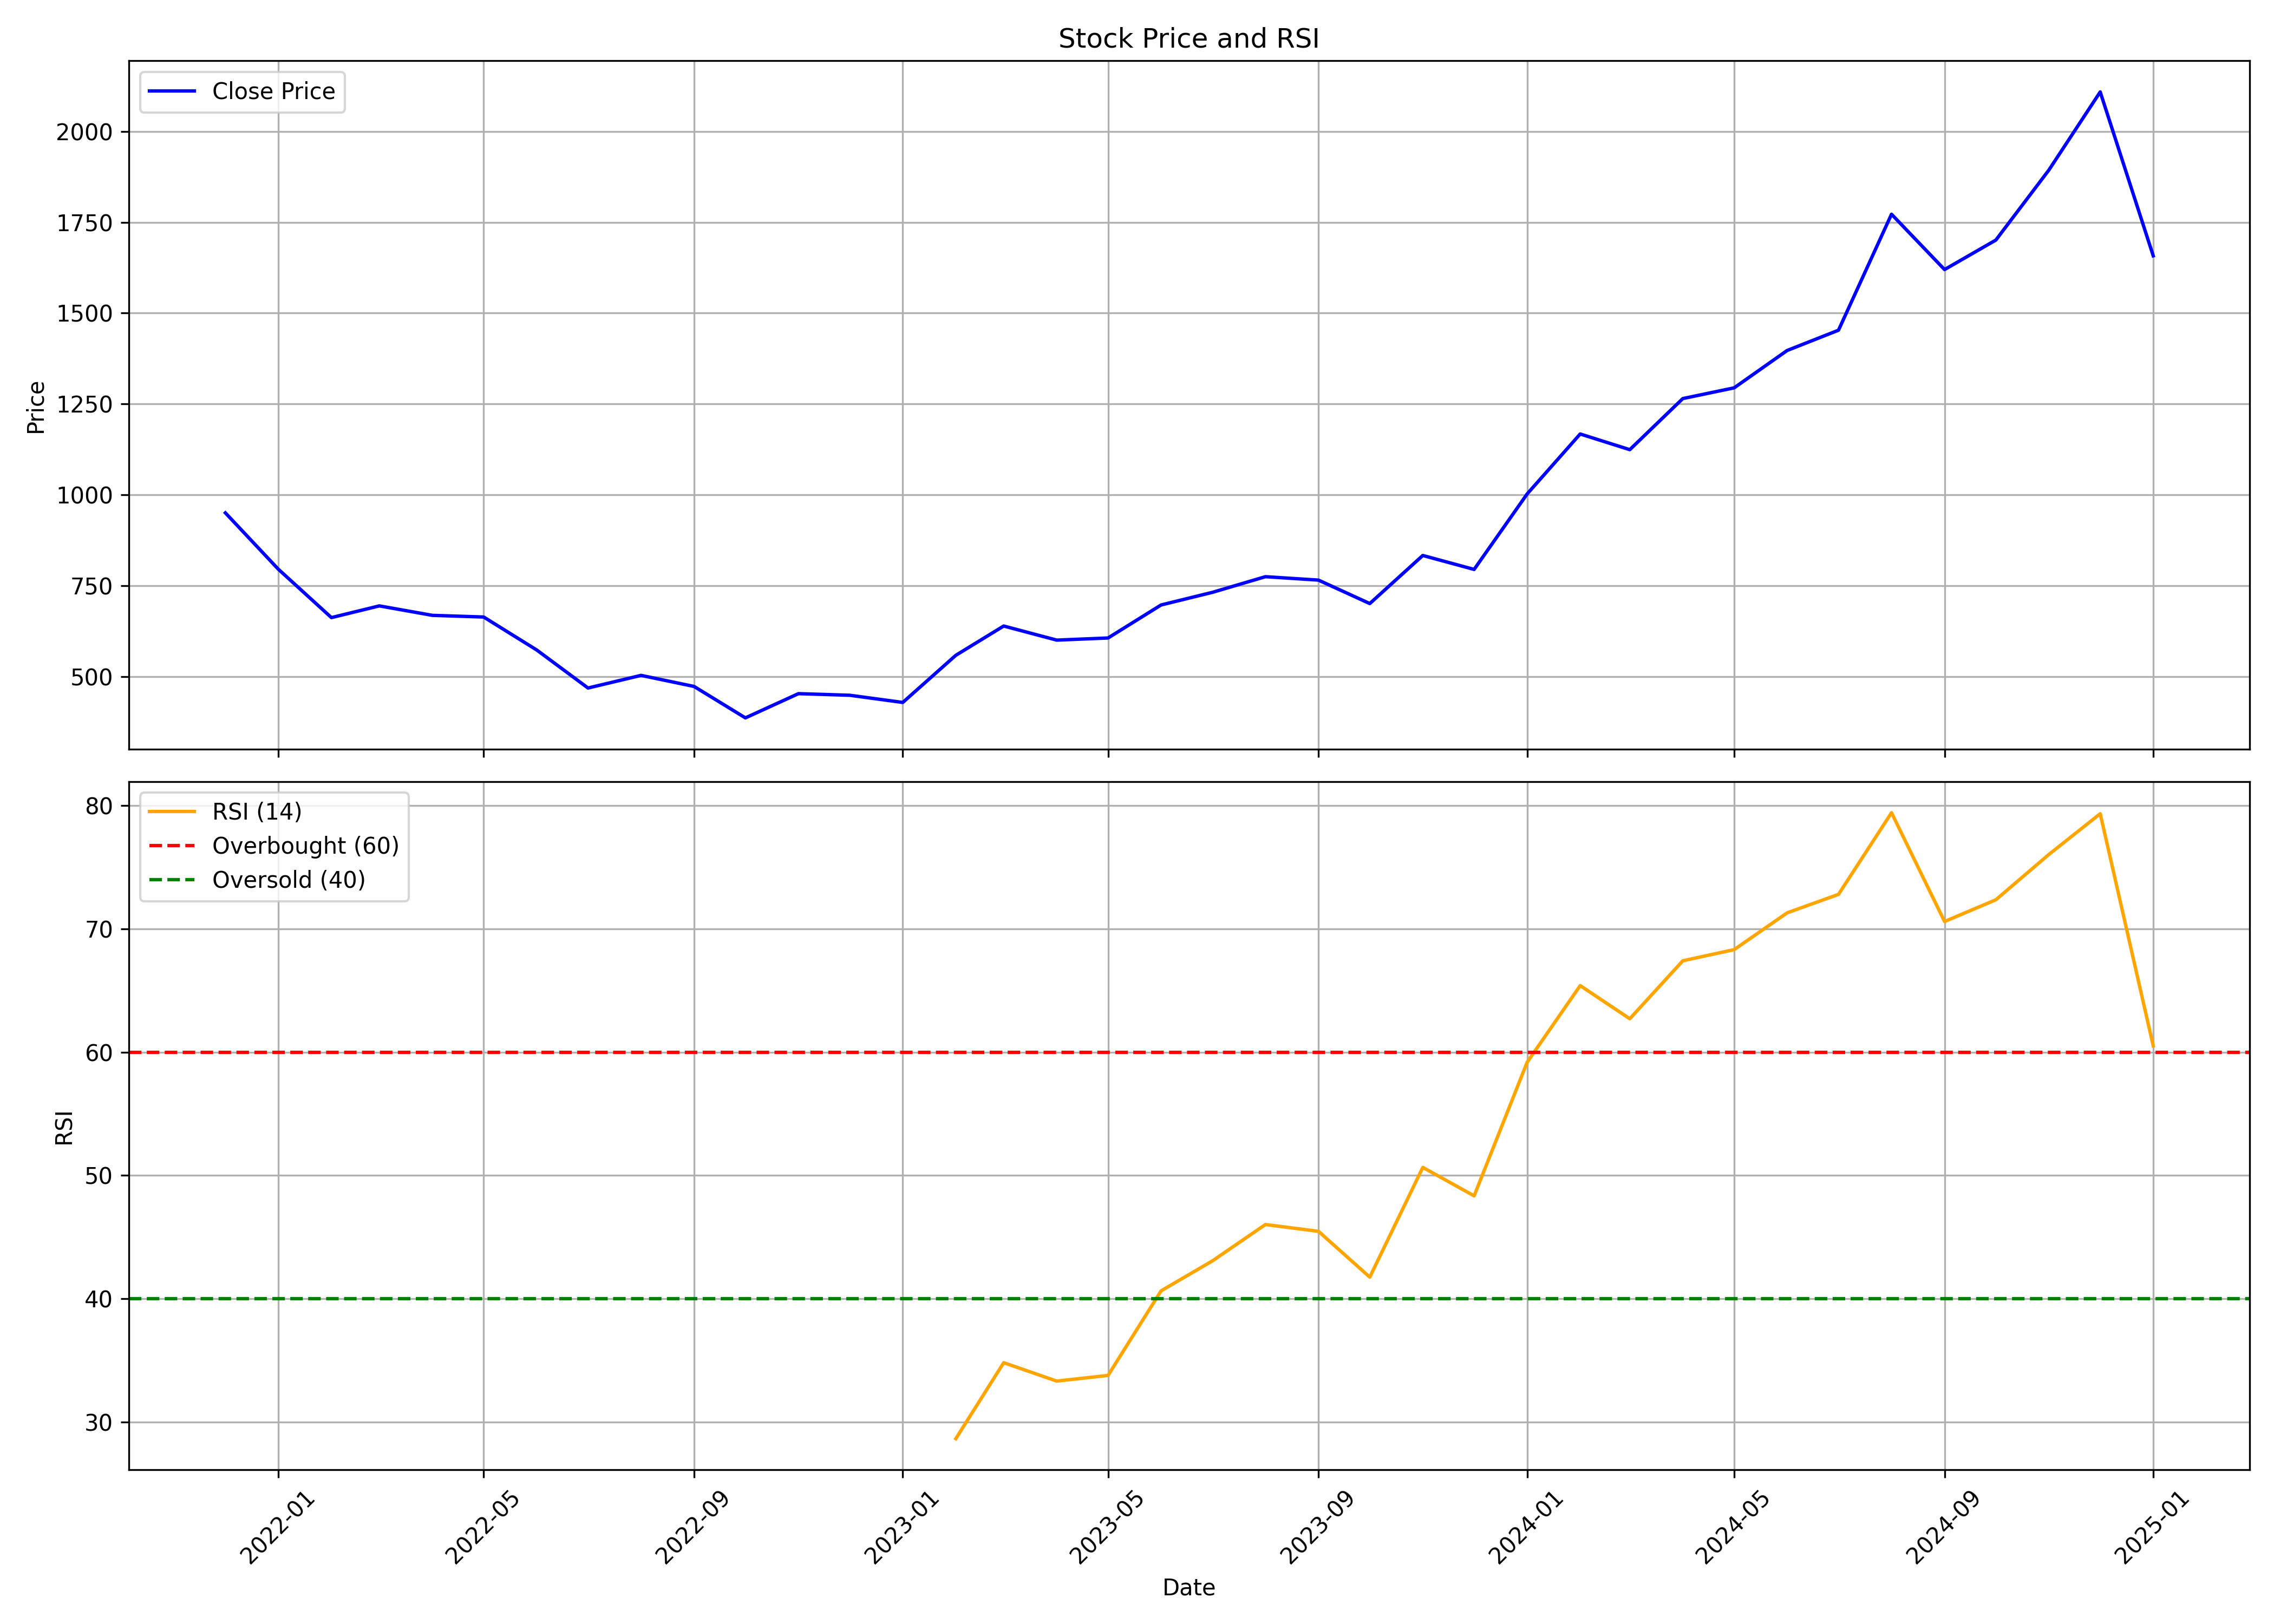 Stock Price and RSI
Close Price
2000
1750
1500
1250
1000
750
500
Price
RSI (14)
Overbought (60)
Oversold (40)
80
70
60
50
40
30
RSI
2022-01
2022-05
2022-09
2023-01
2023-05
2023-09
2024-01
2024-05
2024-09
2025-01
Date